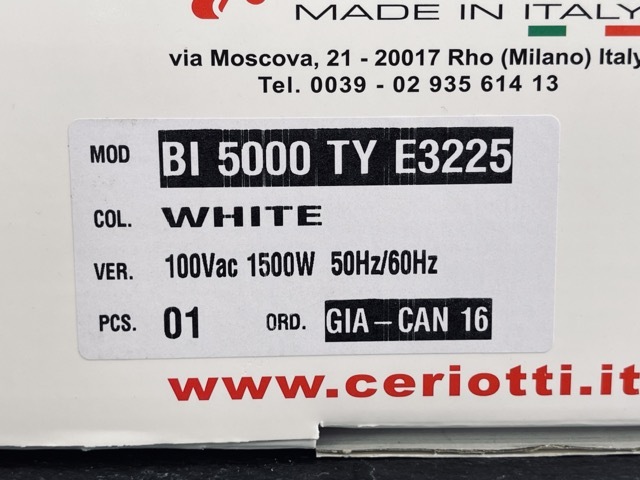 MADE IN ITALY
via Moscova, 21 - 20017 Rho (Milano) Italy
Tel. 0039 - 02 935 614 13
MOD BI 5000 TY E3225
COL. WHITE
VER. 100Vac 1500W 50Hz/60Hz
PCS. 01 ORD. GIA-CAN 16
www.ceriotti.it